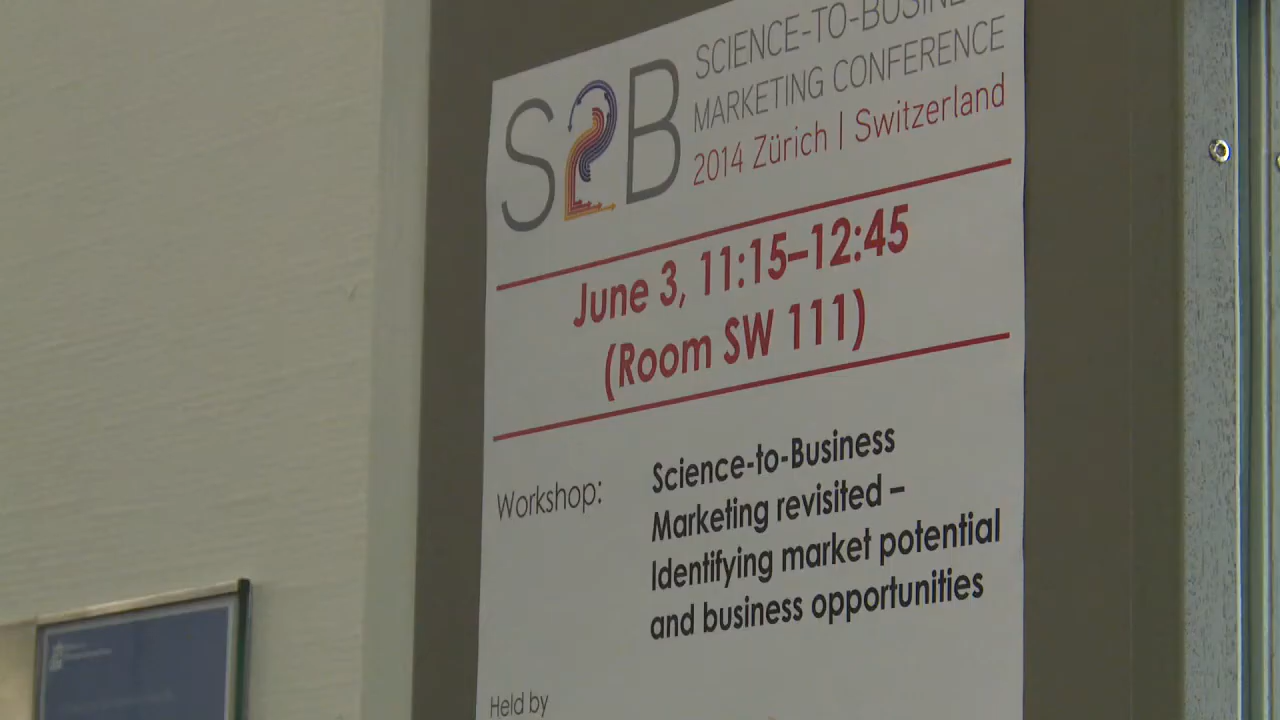 S2B
SCIENCE-TO-BUSINE
MARKETING CONFERENCE
2014 Zürich | Switzerland
June 3, 11:15–12:45
(Room SW 111)
Workshop:
Science-to-Business
Marketing revisited –
Identifying market potential
and business opportunities
Held by